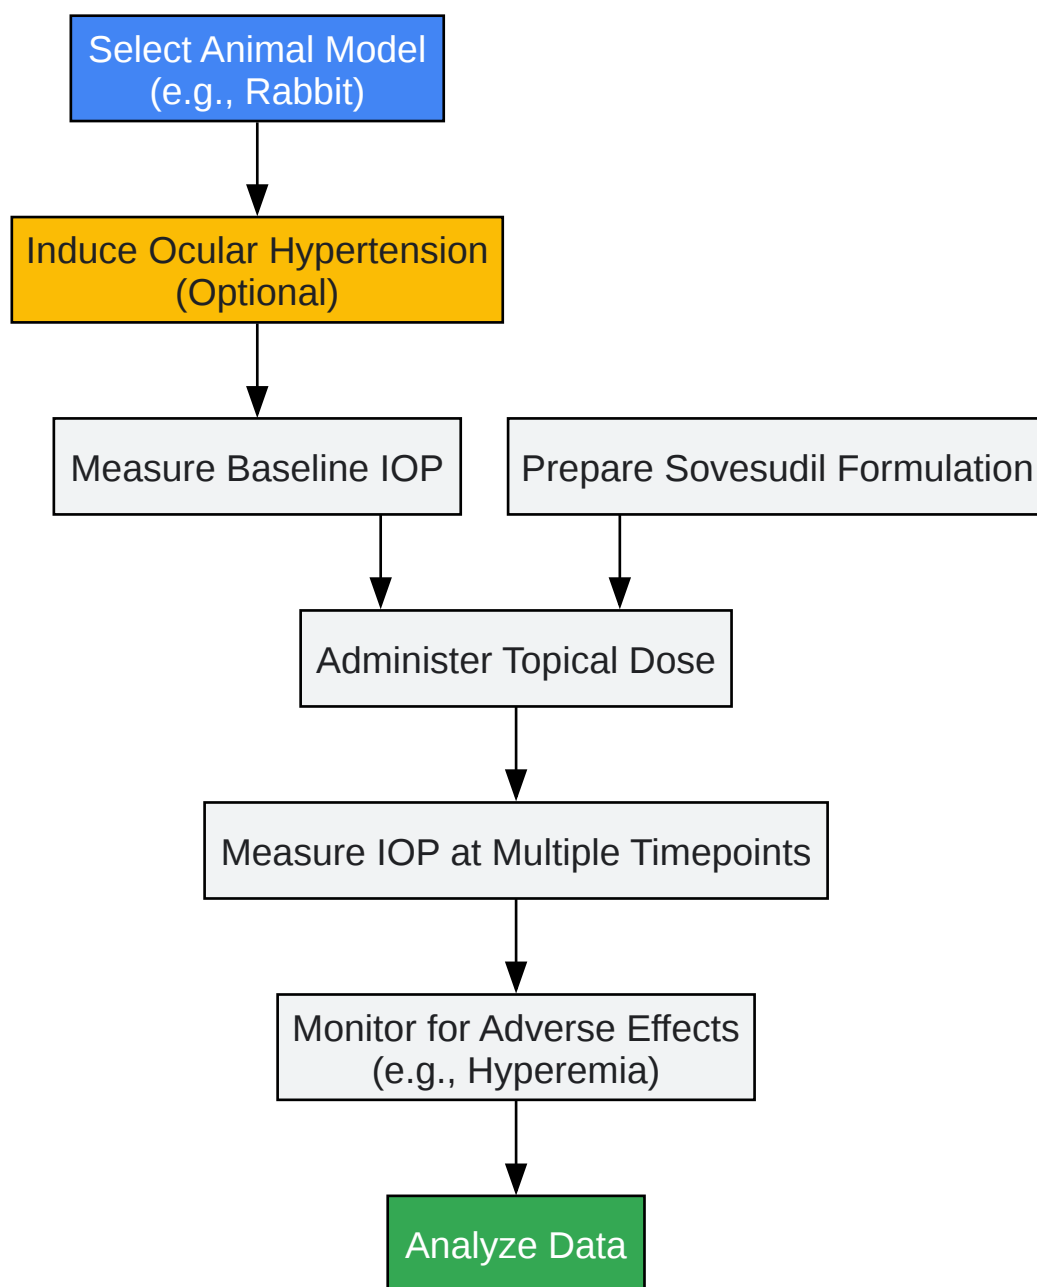 Select Animal Model
(e.g., Rabbit)
Induce Ocular Hypertension
(Optional)
Measure Baseline IOP
Prepare Sovesudil Formulation
Administer Topical Dose
Measure IOP at Multiple Timepoints
Monitor for Adverse Effects
(e.g., Hyperemia)
Analyze Data